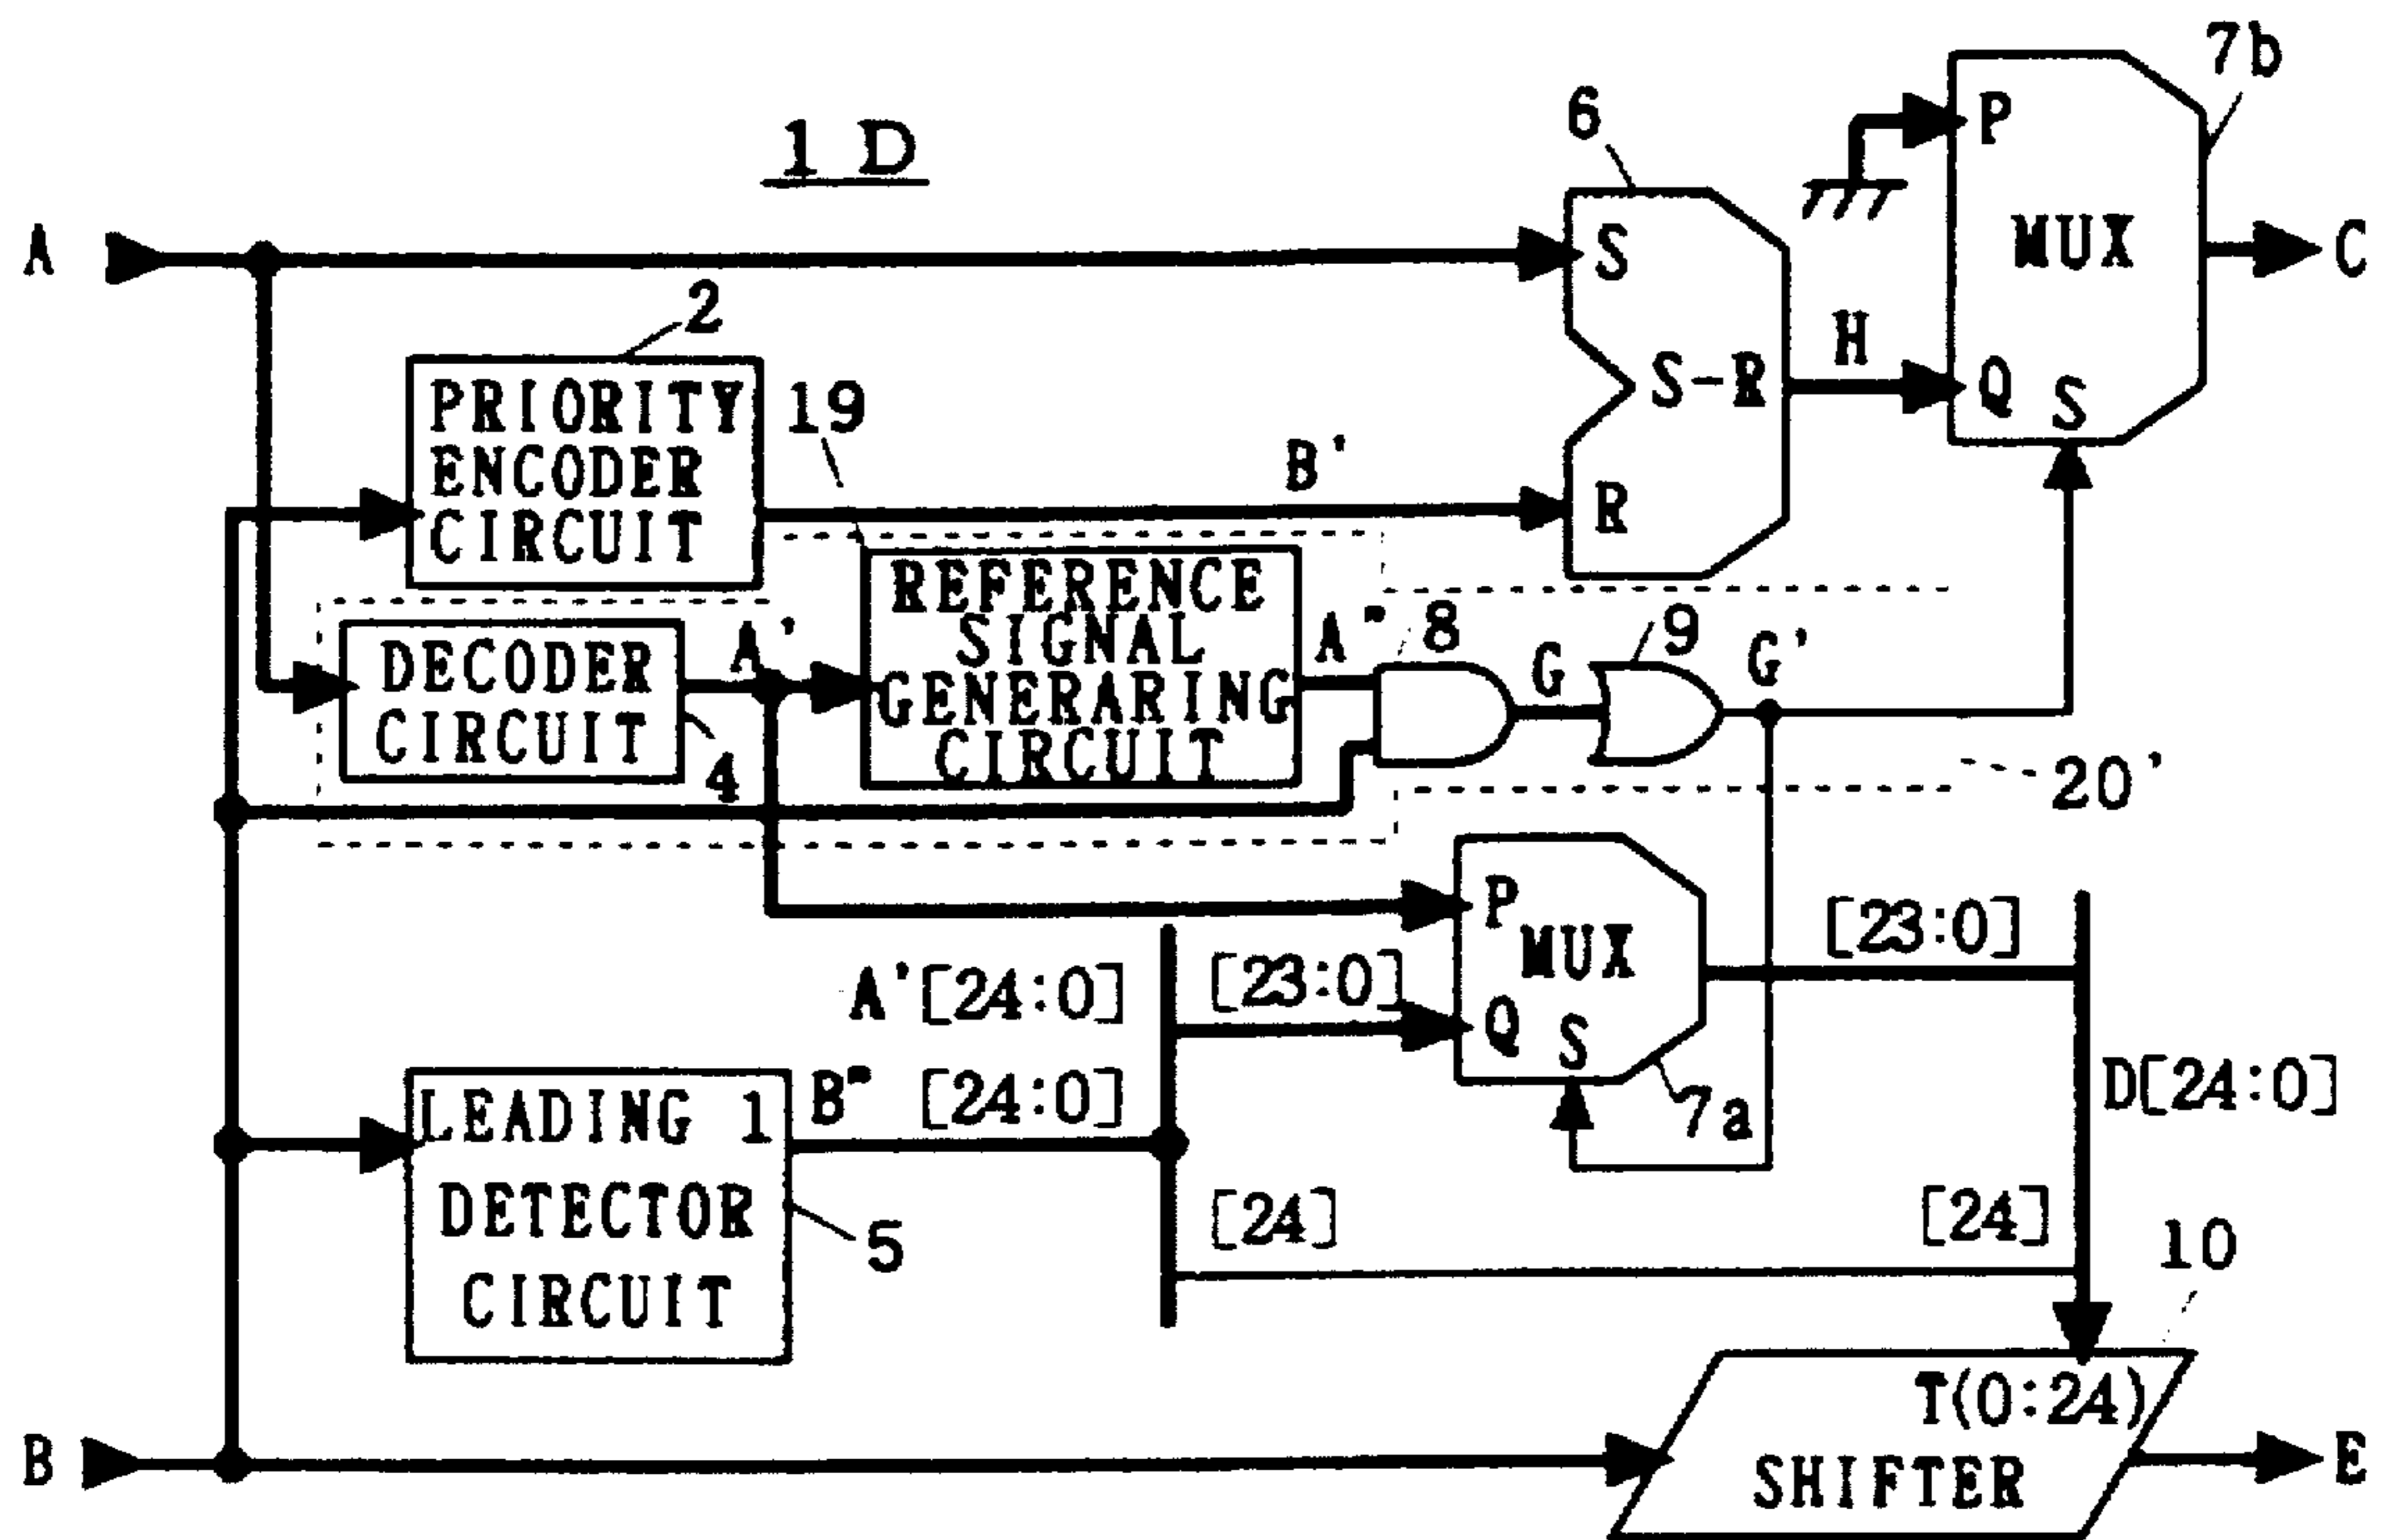 1 D
7b
6
P
A
S
MUX
C
2
H
PRIORITY
ENCODER
CIRCUIT
19
S-R
Q
S
B'
R
REFERENCE
SIGNAL
GENERARING
CIRCUIT
DECODER
CIRCUIT
A'
A"
8
G
9
G'
4
20'
P
MUX
[23:0]
A'[24:0]
[23:0]
Q
S
LEADING 1
DETECTOR
CIRCUIT
B" [24:0]
7a
D[24:0]
5
[24]
[24]
10
T(0:24)
B
SHIFTER
E